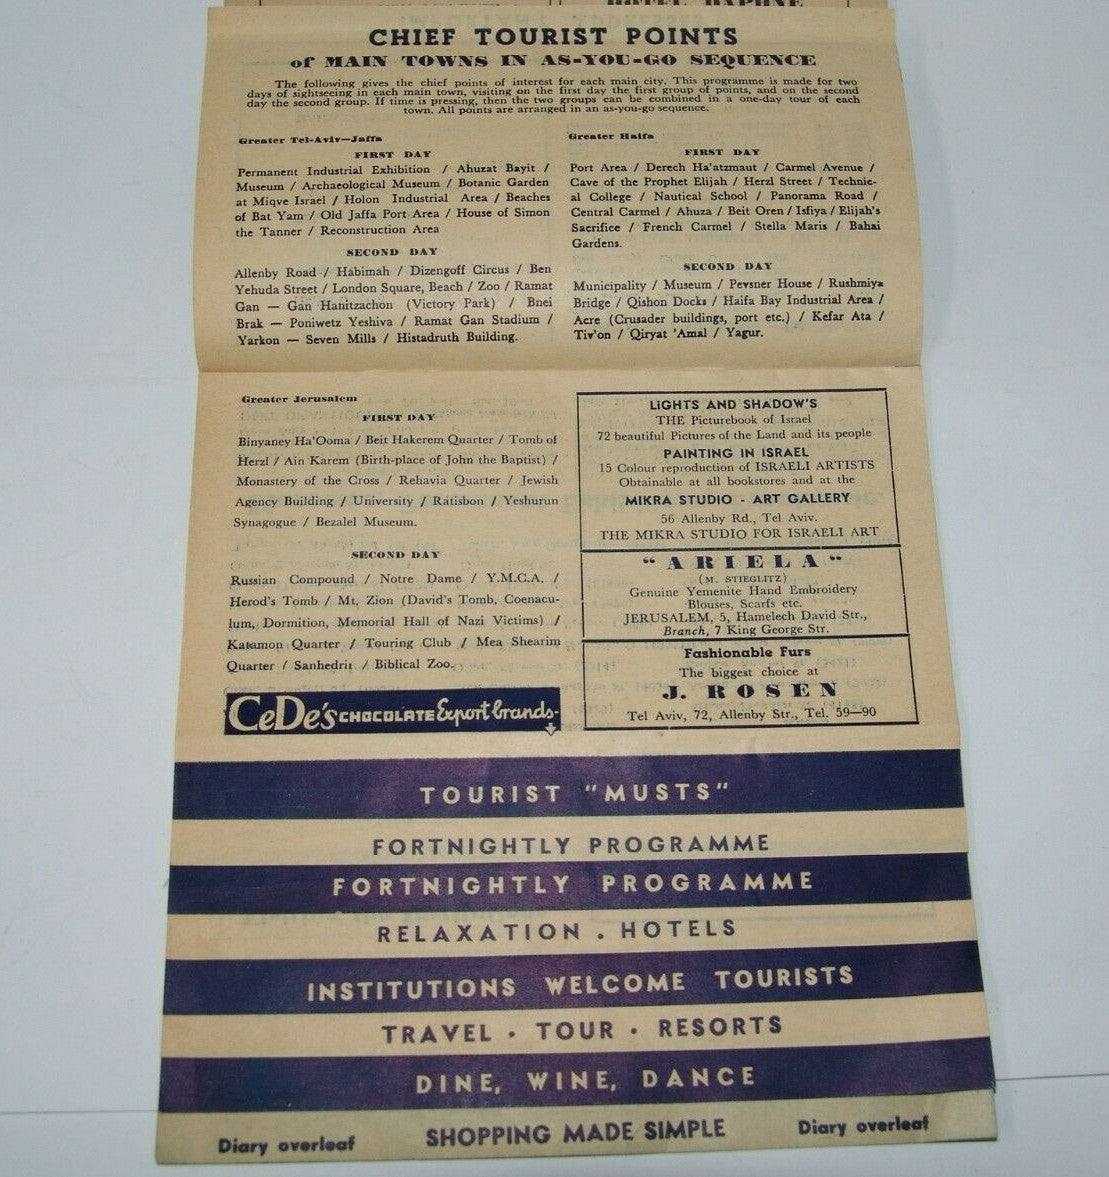 HOTEL DAPHNE
CHIEF TOURIST POINTS
of MAIN TOWNS IN AS-YOU-GO SEQUENCE
The following gives the chief points of interest for each main city. This programme is made for two
days of sightseeing in each main town, visiting on the first day the first group of points, and on the second
day the second group. If time is pressing, then the two groups can be combined in a one-day tour of each
town. All points are arranged in an as-you-go sequence.
Greater Tel-Aviv—Jaffa
FIRST DAY
Permanent Industrial Exhibition / Ahuzat Bayit /
Museum / Archaeological Museum / Botanic Garden
at Miqve Israel / Holon Industrial Area / Beaches
of Bat Yam / Old Jaffa Port Area / House of Simon
the Tanner / Reconstruction Area
SECOND DAY
Allenby Road / Habimah / Dizengoff Circus / Ben
Yehuda Street / London Square, Beach / Zoo / Ramat
Gan — Gan Hanitzachon (Victory Park) / Bnei
Brak — Poniwetz Yeshiva / Ramat Gan Stadium /
Yarkon — Seven Mills / Histadruth Building.
Greater Haifa
FIRST DAY
Port Area / Derech Ha'atzmaut / Carmel Avenue /
Cave of the Prophet Elijah / Herzl Street / Technic-
al College / Nautical School / Panorama Road /
Central Carmel / Ahuza / Beit Oren / Isfiya / Elijah's
Sacrifice / French Carmel / Stella Maris / Bahai
Gardens.
SECOND DAY
Municipality / Museum / Pevsner House / Rushmiya
Bridge / Qishon Docks / Haifa Bay Industrial Area /
Acre (Crusader buildings, port etc.) / Kefar Ata /
Tiv'on / Qiryat 'Amal / Yagur.
Greater Jerusalem
FIRST DAY
Binyaney Ha'Ooma / Beit Hakerem Quarter / Tomb of
Herzl / Ain Karem (Birth-place of John the Baptist) /
Monastery of the Cross / Rehavia Quarter / Jewish
Agency Building / University / Ratisbon / Yeshurun
Synagogue / Bezalel Museum.
SECOND DAY
Russian Compound / Notre Dame / Y.M.C.A. /
Herod's Tomb / Mt, Zion (David's Tomb, Coenacu-
lum, Dormition, Memorial Hall of Nazi Victims) /
Katamon Quarter / Touring Club / Mea Shearim
Quarter / Sanhedrin / Biblical Zoo.
CeDe's CHOCOLATE Export brands-
LIGHTS AND SHADOW'S
THE Picturebook of Israel
72 beautiful Pictures of the Land and its people
PAINTING IN ISRAEL
15 Colour reproduction of ISRAELI ARTISTS
Obtainable at all bookstores and at the
MIKRA STUDIO - ART GALLERY
56 Allenby Rd., Tel Aviv.
THE MIKRA STUDIO FOR ISRAELI ART
"ARIELA"
(M. STIEGLITZ)
Genuine Yemenite Hand Embroidery
Blouses, Scarfs etc.
JERUSALEM, 5, Hamelech David Str.,
Branch, 7 King George Str.
Fashionable Furs
The biggest choice at
J. ROSEN
Tel Aviv, 72, Allenby Str., Tel. 59—90
TOURIST "MUSTS"
FORTNIGHTLY PROGRAMME
FORTNIGHTLY PROGRAMME
RELAXATION . HOTELS
INSTITUTIONS WELCOME TOURISTS
TRAVEL · TOUR · RESORTS
DINE, WINE, DANCE
Diary overleaf SHOPPING MADE SIMPLE Diary overleaf